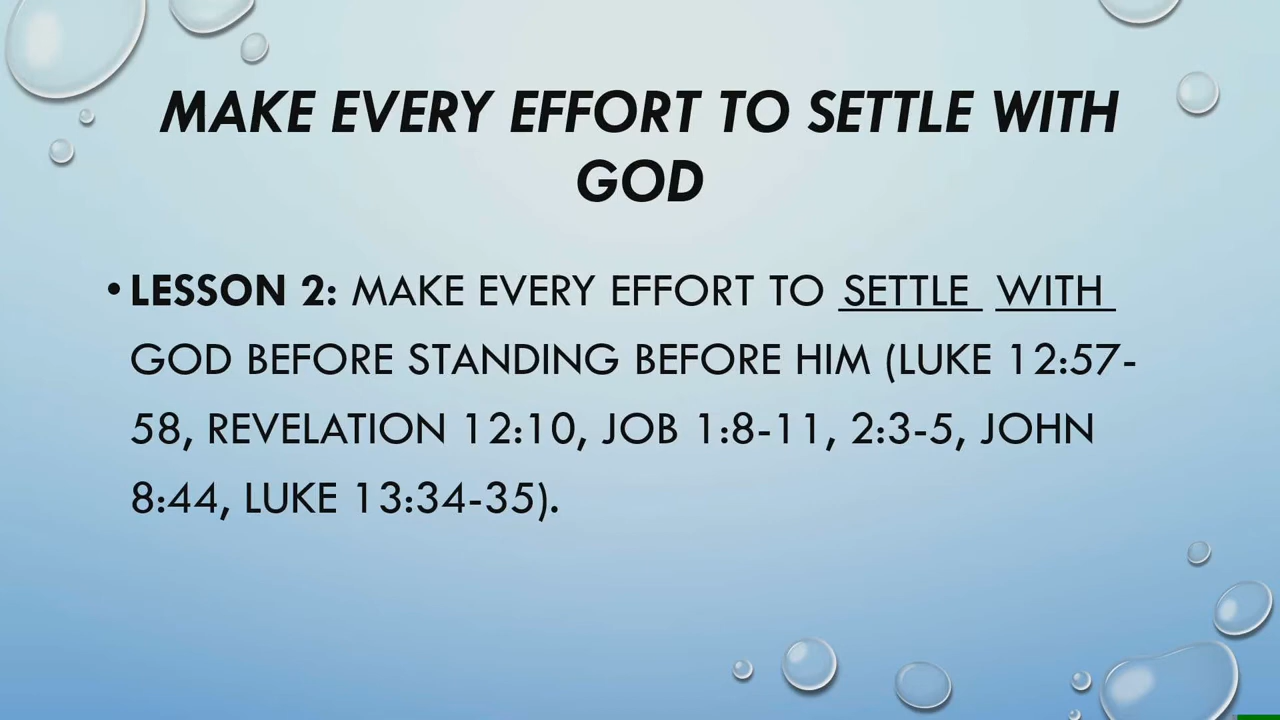 MAKE EVERY EFFORT TO SETTLE WITH
GOD
• LESSON 2: MAKE EVERY EFFORT TO SETTLE WITH
GOD BEFORE STANDING BEFORE HIM (LUKE 12:57-
58, REVELATION 12:10, JOB 1:8-11, 2:3-5, JOHN
8:44, LUKE 13:34-35).